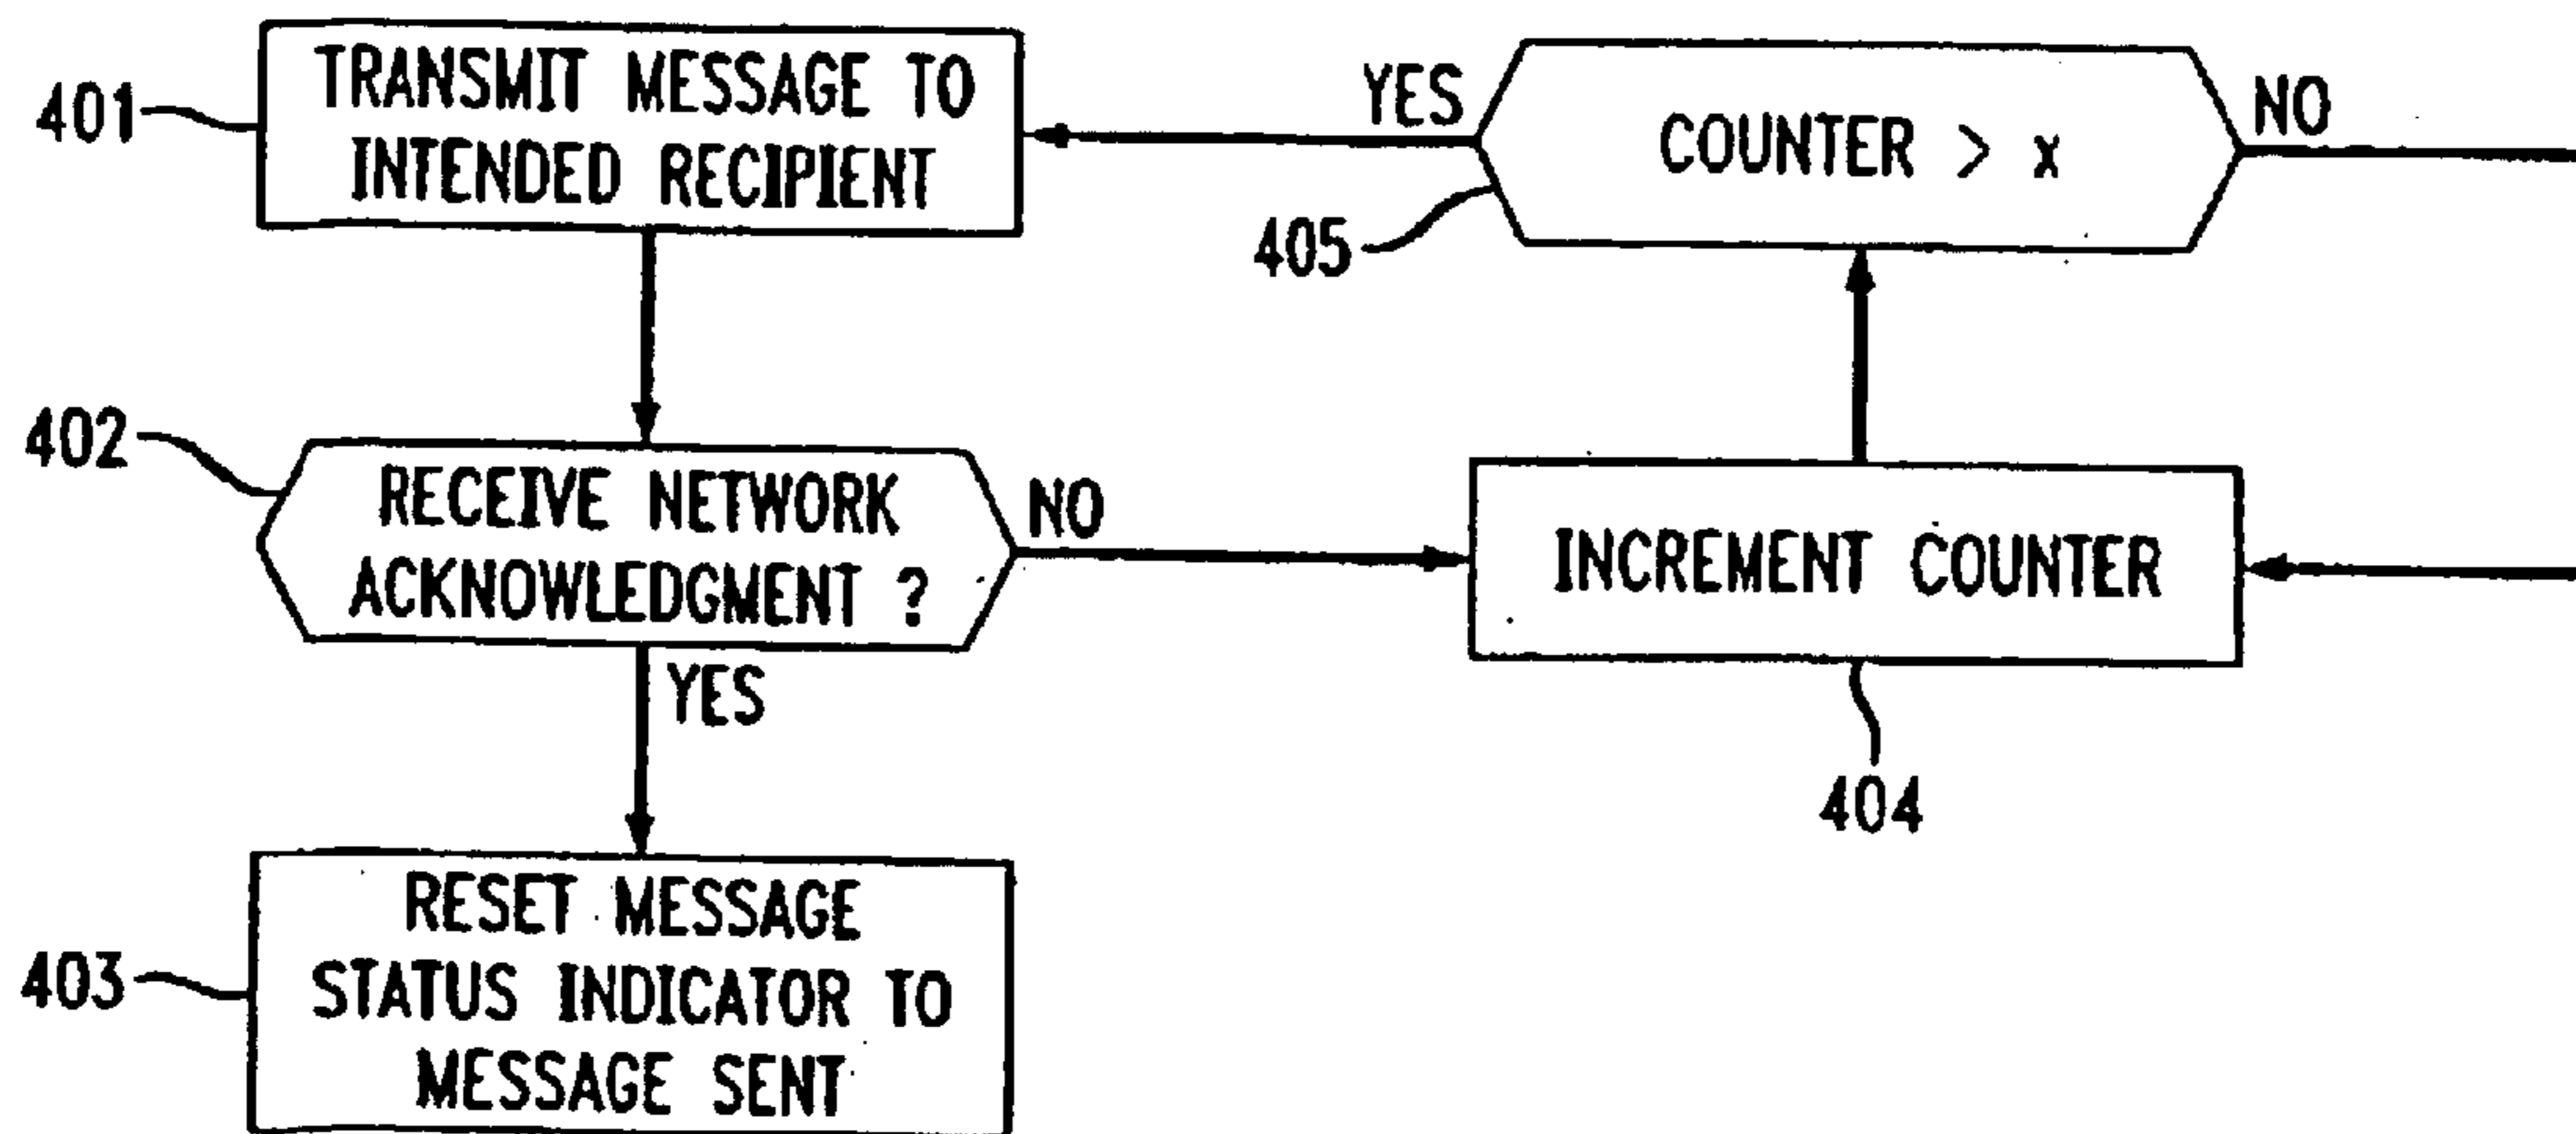 401
TRANSMIT MESSAGE TO
INTENDED RECIPIENT
YES
COUNTER > x
NO
405
402
RECEIVE NETWORK
ACKNOWLEDGMENT ?
NO
INCREMENT COUNTER
YES
404
403
RESET MESSAGE
STATUS INDICATOR TO
MESSAGE SENT